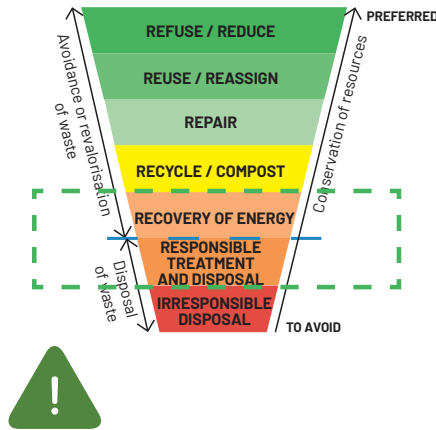 PREFERRED
REFUSE / REDUCE
REUSE / REASSIGN
REPAIR
RECYCLE / COMPOST
RECOVERY OF ENERGY
RESPONSIBLE
TREATMENT
AND DISPOSAL
IRRESPONSIBLE
DISPOSAL
TO AVOID
Avoidance or revalorisation
of waste
Disposal
of waste
Conservation of resources
!